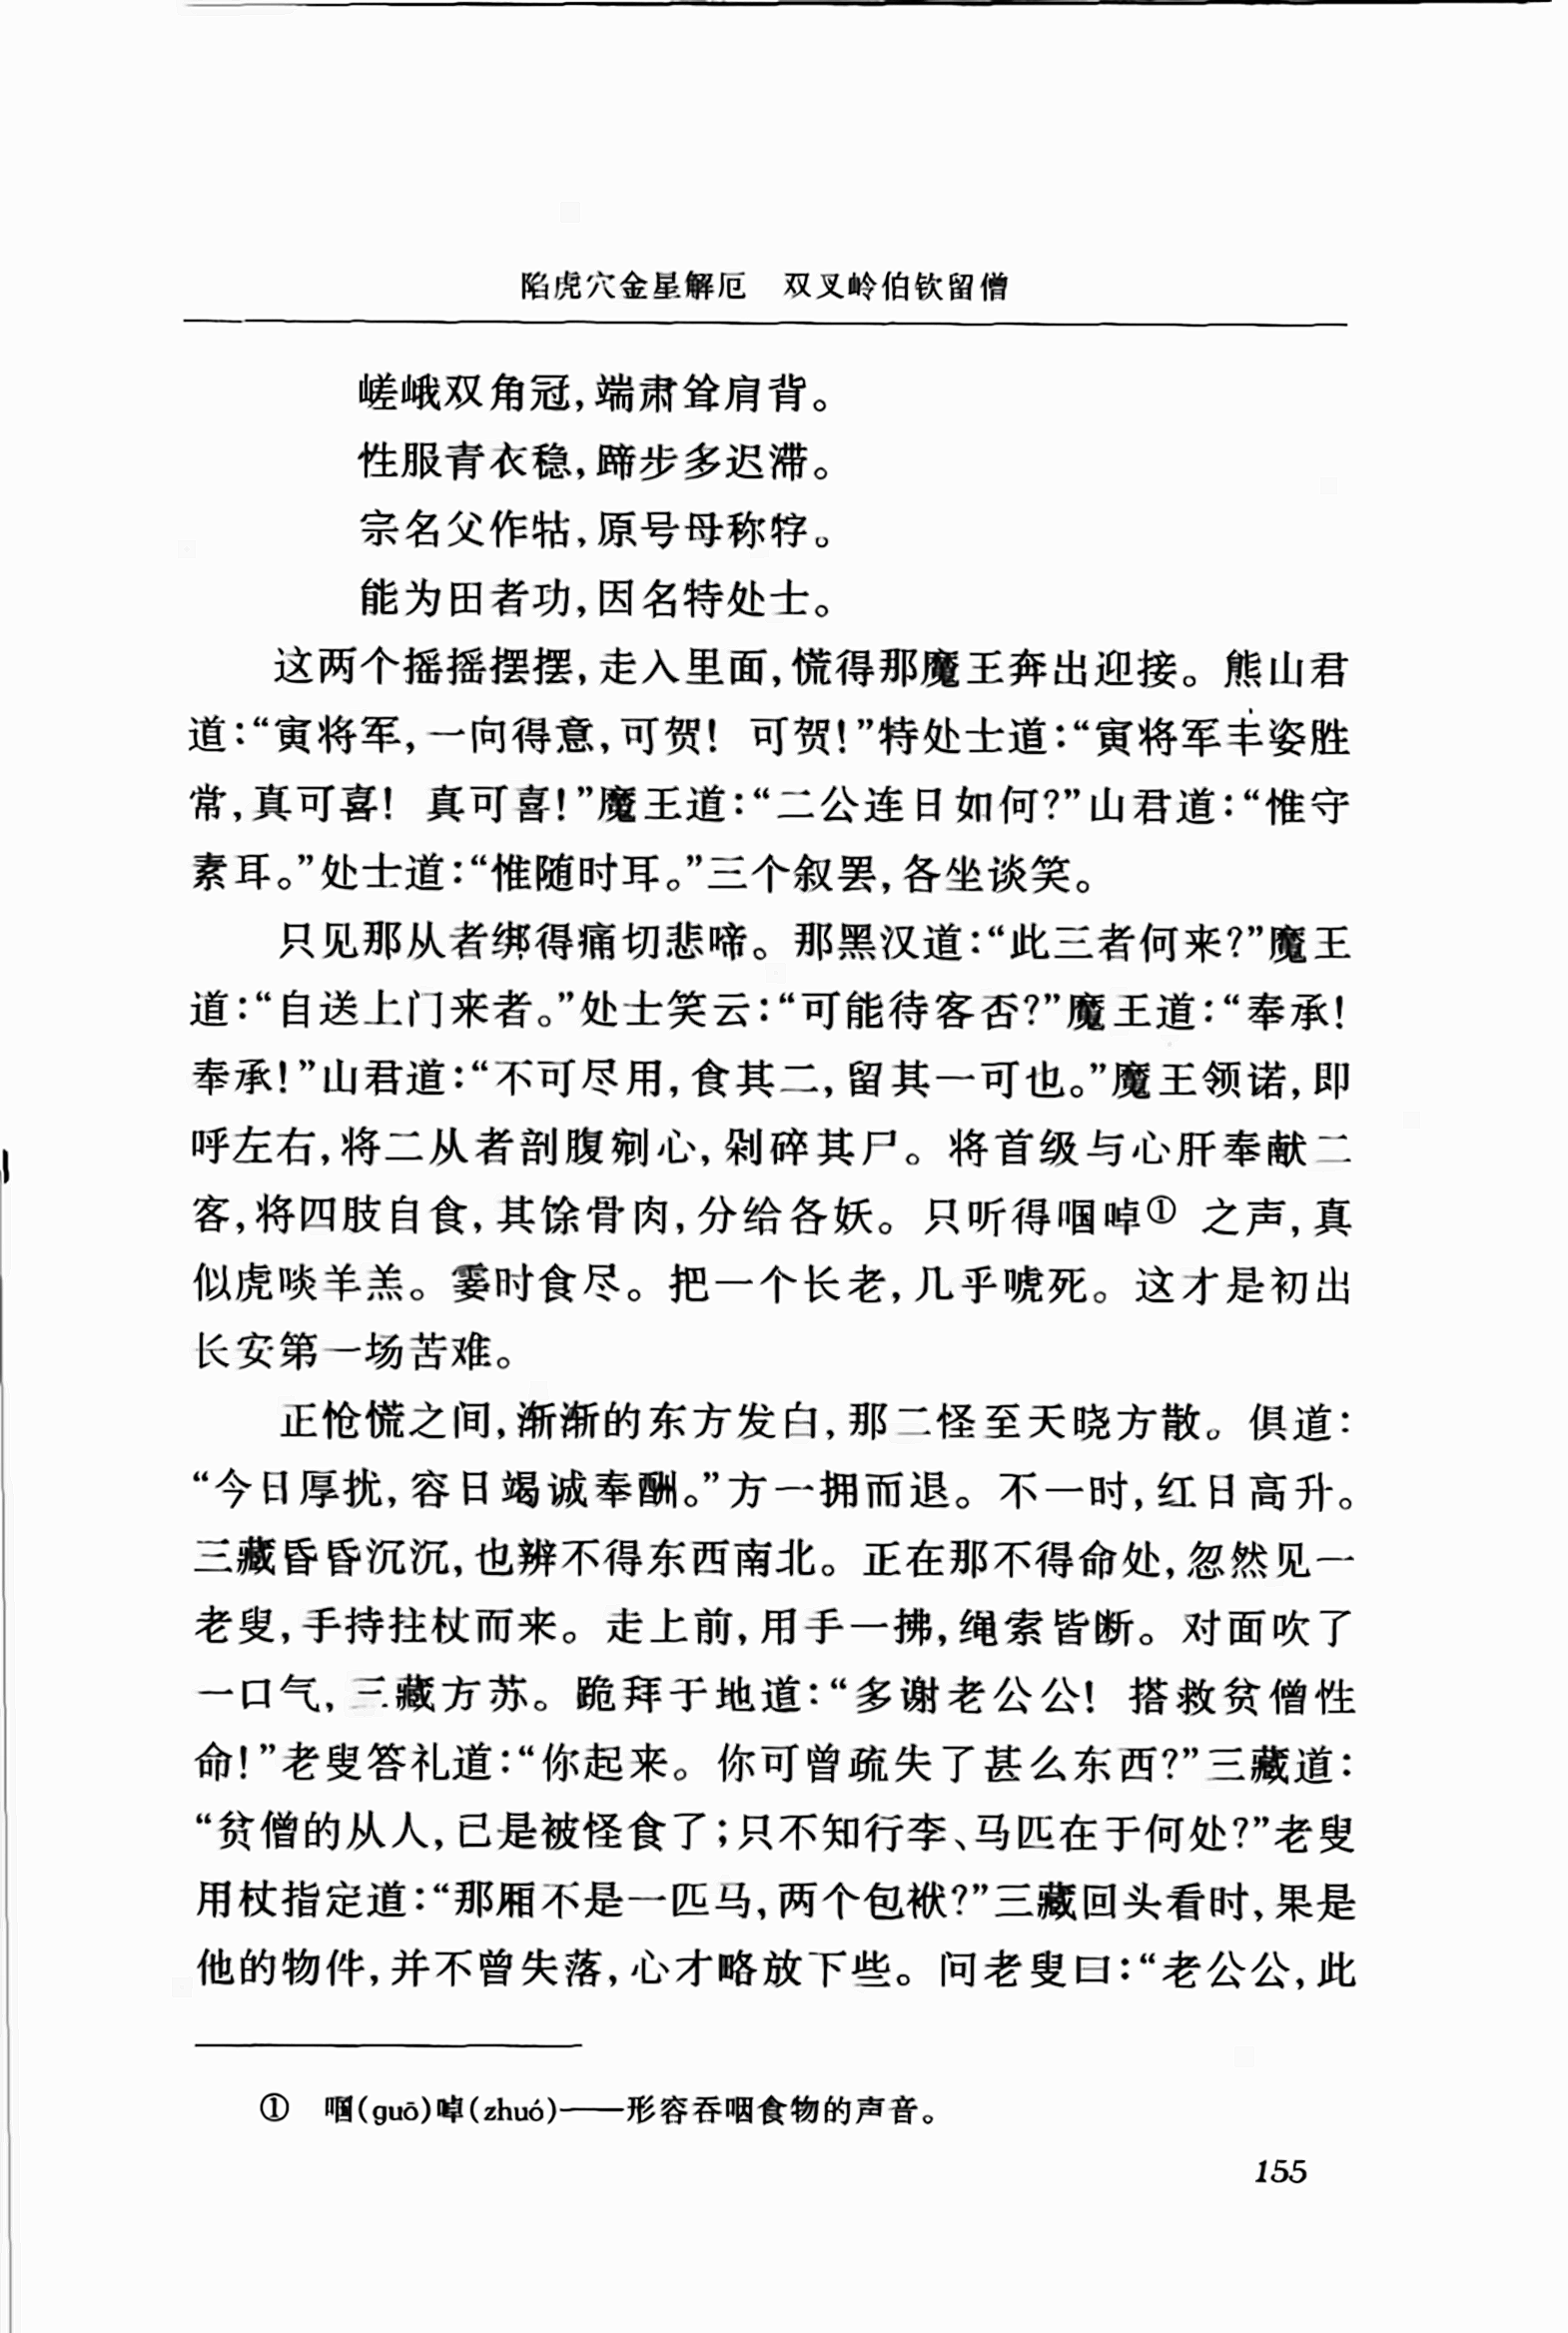 陷虎穴金星解厄　双叉岭伯钦留僧
嵯峨双角冠,端肃耸肩背。
性服青衣稳,蹄步多迟滞。
宗名父作牯,原号母称牸。
能为田者功,因名特处士。
这两个摇摇摆摆,走入里面,慌得那魔王奔出迎接。熊山君
道:“寅将军,一向得意,可贺! 可贺!”特处士道:“寅将军丰姿胜
常,真可喜! 真可喜!”魔王道:“二公连日如何?”山君道:“惟守
素耳。”处士道:“惟随时耳。”三个叙罢,各坐谈笑。
只见那从者绑得痛切悲啼。那黑汉道:“此三者何来?”魔王
道:“自送上门来者。”处士笑云:“可能待客否?”魔王道:“奉承!
奉承!”山君道:“不可尽用,食其二,留其一可也。”魔王领诺,即
呼左右,将二从者剖腹剜心,剁碎其尸。将首级与心肝奉献二
客,将四肢自食,其馀骨肉,分给各妖。只听得啯啅① 之声,真
似虎啖羊羔。霎时食尽。把一个长老,几乎唬死。这才是初出
长安第一场苦难。
正怆慌之间,渐渐的东方发白,那二怪至天晓方散。俱道:
“今日厚扰,容日竭诚奉酬。”方一拥而退。不一时,红日高升。
三藏昏昏沉沉,也辨不得东西南北。正在那不得命处,忽然见一
老叟,手持拄杖而来。走上前,用手一拂,绳索皆断。对面吹了
一口气,三藏方苏。跪拜于地道:“多谢老公公! 搭救贫僧性
命!”老叟答礼道:“你起来。你可曾疏失了甚么东西?”三藏道:
“贫僧的从人,已是被怪食了;只不知行李、马匹在于何处?”老叟
用杖指定道:“那厢不是一匹马,两个包袱?”三藏回头看时,果是
他的物件,并不曾失落,心才略放下些。问老叟曰:“老公公,此
① 啯(guō)啅(zhuó)——形容吞咽食物的声音。
155